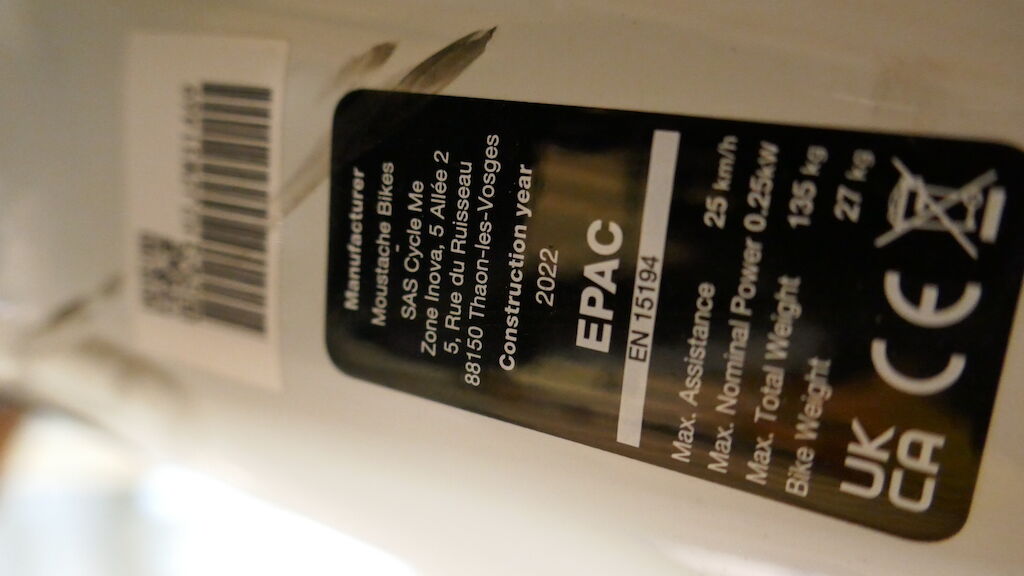 Manufacturer
Moustache Bikes
-
SAS Cycle Me
Zone Inova, 5 Allée 2
5, Rue du Ruisseau
88150 Thaon-les-Vosges
Construction year
2022
EPAC
EN 15194
Max. Assistance 25 km/h
Max. Nominal Power 0.25kW
Max. Total Weight 135 kg
Bike Weight 27 kg
UK
CA
CE